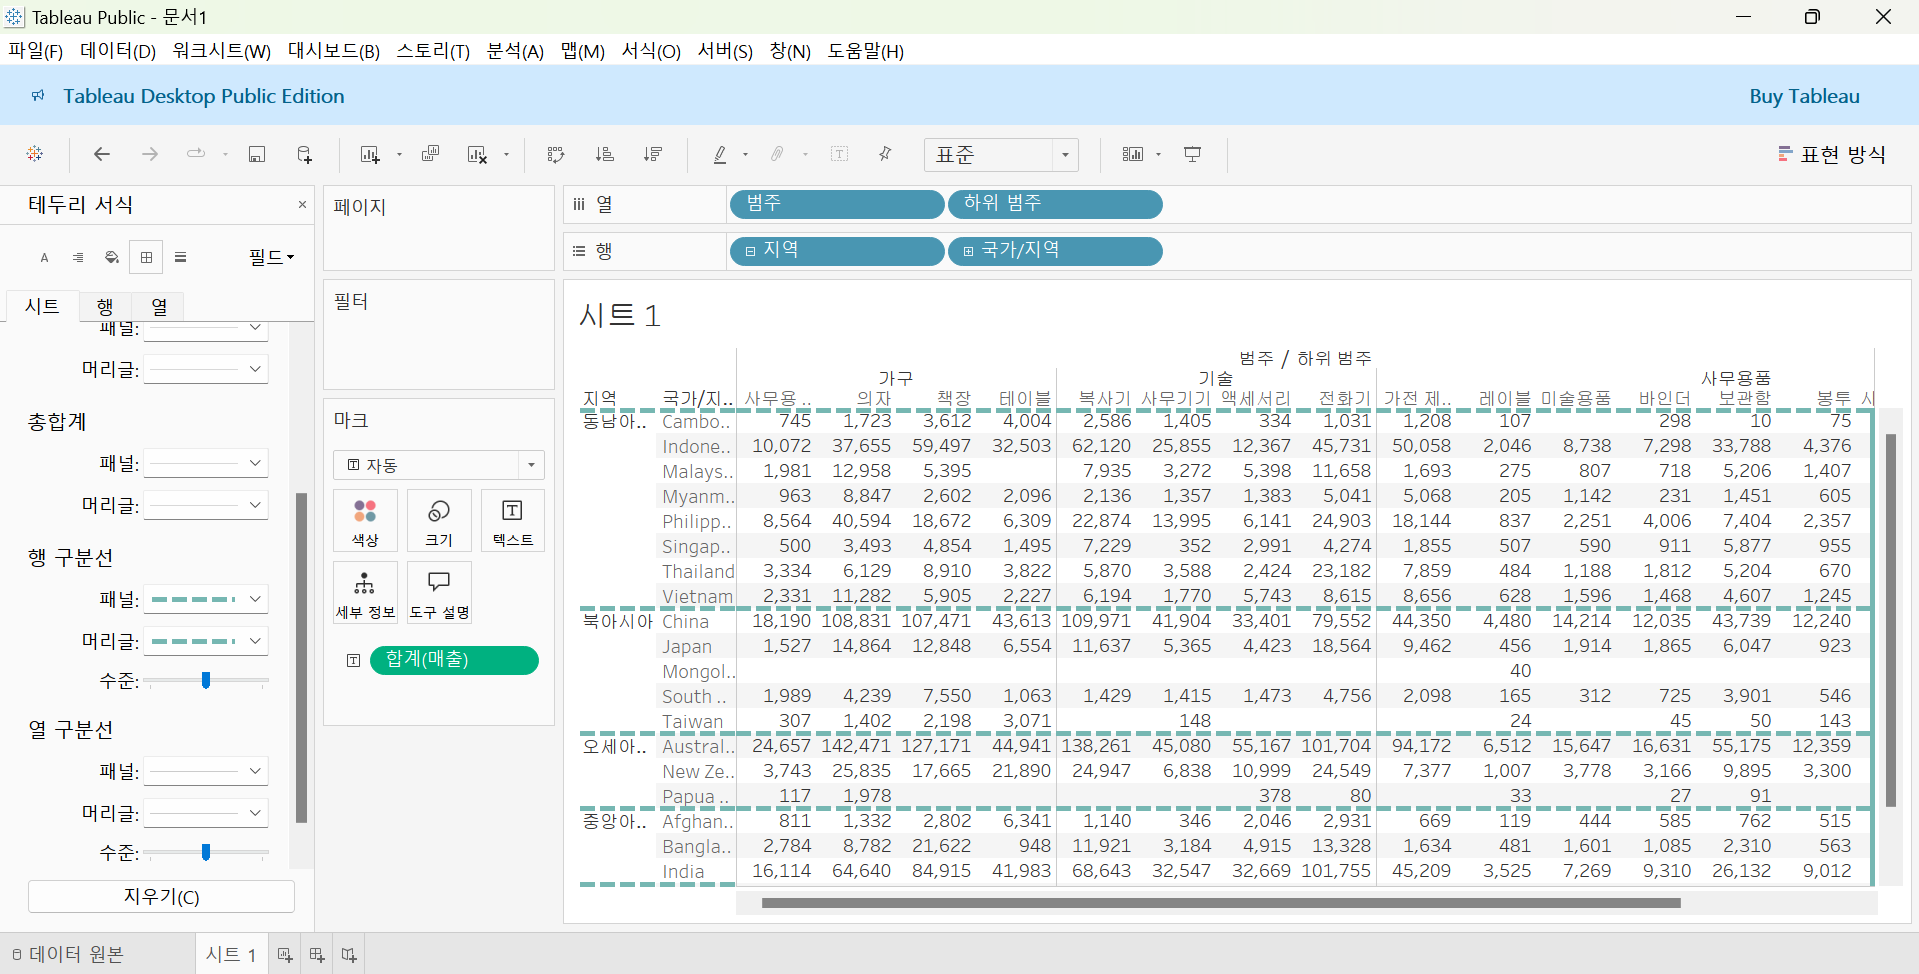 Tableau Public - 문서1
파일(F) 데이터(D) 워크시트(W) 대시보드(B) 스토리(T) 분석(A) 맵(M) 서식(O) 서버(S) 창(N) 도움말(H)
Tableau Desktop Public Edition Buy Tableau
표준 표현 방식
테두리 서식
필드
시트 행 열
패널:
머리글:
총합계
패널:
머리글:
행 구분선
패널:
머리글:
수준:
열 구분선
패널:
머리글:
수준:
지우기(C)
페이지
필터
마크
자동
색상 크기 텍스트
세부 정보 도구 설명
합계(매출)
열 범주 하위 범주
행 지역 국가/지역
시트 1
범주 / 하위 범주
가구 기술 사무용품
지역 국가/지.. 사무용 .. 의자 책장 테이블 복사기 사무기기 액세서리 전화기 가전 제.. 레이블 미술용품 바인더 보관함 봉투 시
동남아.. Cambo.. 745 1,723 3,612 4,004 2,586 1,405 334 1,031 1,208 107 298 10 75
Indone.. 10,072 37,655 59,497 32,503 62,120 25,855 12,367 45,731 50,058 2,046 8,738 7,298 33,788 4,376
Malays.. 1,981 12,958 5,395 7,935 3,272 5,398 11,658 1,693 275 807 718 5,206 1,407
Myanm.. 963 8,847 2,602 2,096 2,136 1,357 1,383 5,041 5,068 205 1,142 231 1,451 605
Philipp.. 8,564 40,594 18,672 6,309 22,874 13,995 6,141 24,903 18,144 837 2,251 4,006 7,404 2,357
Singap.. 500 3,493 4,854 1,495 7,229 352 2,991 4,274 1,855 507 590 911 5,877 955
Thailand 3,334 6,129 8,910 3,822 5,870 3,588 2,424 23,182 7,859 484 1,188 1,812 5,204 670
Vietnam 2,331 11,282 5,905 2,227 6,194 1,770 5,743 8,615 8,656 628 1,596 1,468 4,607 1,245
북아시아 China 18,190 108,831 107,471 43,613 109,971 41,904 33,401 79,552 44,350 4,480 14,214 12,035 43,739 12,240
Japan 1,527 14,864 12,848 6,554 11,637 5,365 4,423 18,564 9,462 456 1,914 1,865 6,047 923
Mongol.. 40
South .. 1,989 4,239 7,550 1,063 1,429 1,415 1,473 4,756 2,098 165 312 725 3,901 546
Taiwan 307 1,402 2,198 3,071 148 24 45 50 143
오세아.. Austral.. 24,657 142,471 127,171 44,941 138,261 45,080 55,167 101,704 94,172 6,512 15,647 16,631 55,175 12,359
New Ze.. 3,743 25,835 17,665 21,890 24,947 6,838 10,999 24,549 7,377 1,007 3,778 3,166 9,895 3,300
Papua .. 117 1,978 378 80 33 27 91
중앙아.. Afghan.. 811 1,332 2,802 6,341 1,140 346 2,046 2,931 669 119 444 585 762 515
Bangla.. 2,784 8,782 21,622 948 11,921 3,184 4,915 13,328 1,634 481 1,601 1,085 2,310 563
India 16,114 64,640 84,915 41,983 68,643 32,547 32,669 101,755 45,209 3,525 7,269 9,310 26,132 9,012
데이터 원본 시트 1